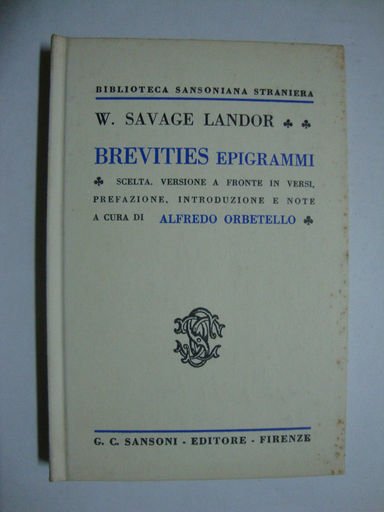 BIBLIOTECA SANSONIANA STRANIERA
W. SAVAGE LANDOR
BREVITIES EPIGRAMMI
SCELTA, VERSIONE A FRONTE IN VERSI,
PREFAZIONE, INTRODUZIONE E NOTE
A CURA DI ALFREDO ORBETELLO
G. C. SANSONI - EDITORE - FIRENZE